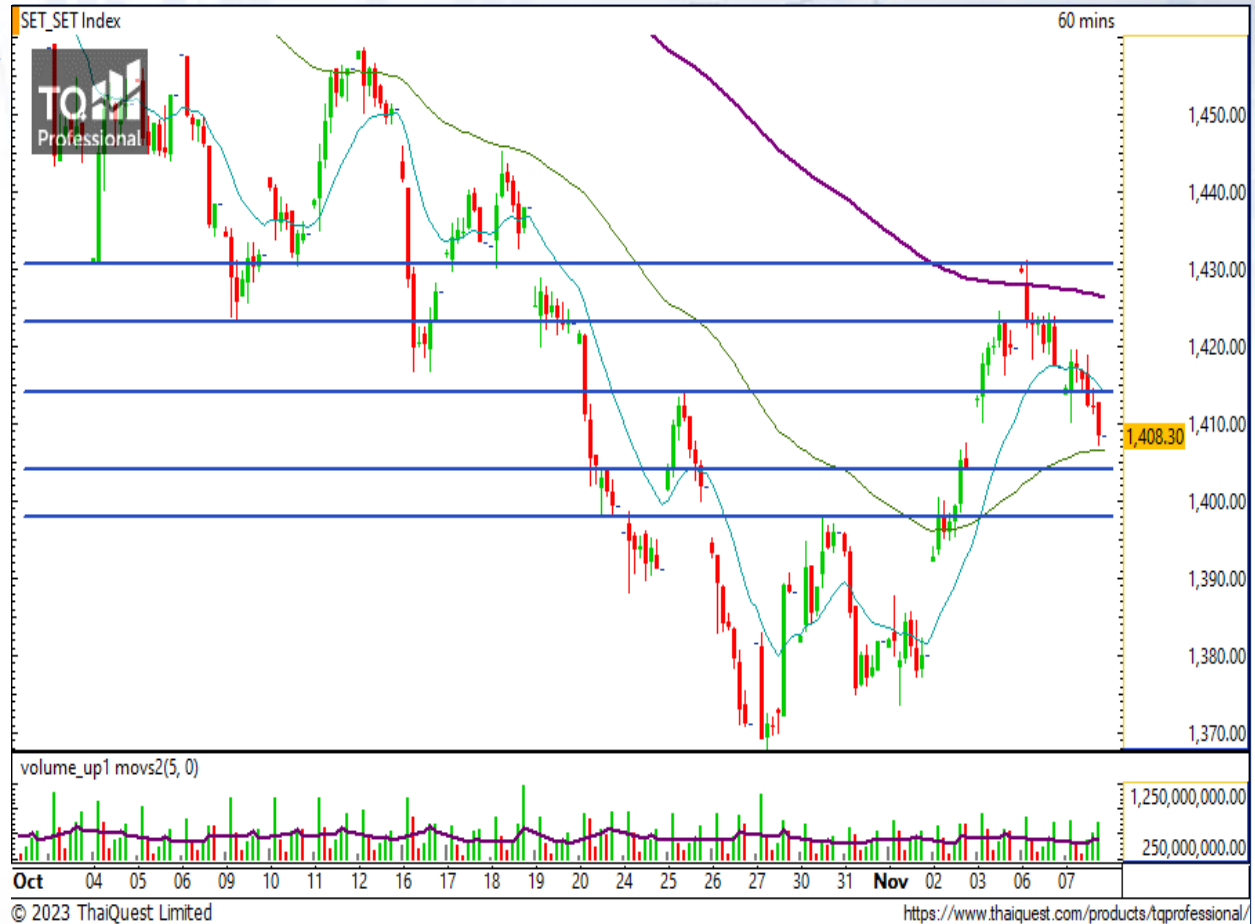 SET_SET Index
60 mins
TQ
Professional
1,450.00
1,440.00
1,430.00
1,420.00
1,410.00
1,408.30
1,400.00
1,390.00
1,380.00
1,370.00
volume_up1 movs2(5, 0)
1,250,000,000.00
250,000,000.00
Oct 04 05 06 09 10 11 12 16 17 18 19 20 24 25 26 27 30 31 Nov 02 03 06 07
© 2023 ThaiQuest Limited
https://www.thaiquest.com/products/tqprofessional/